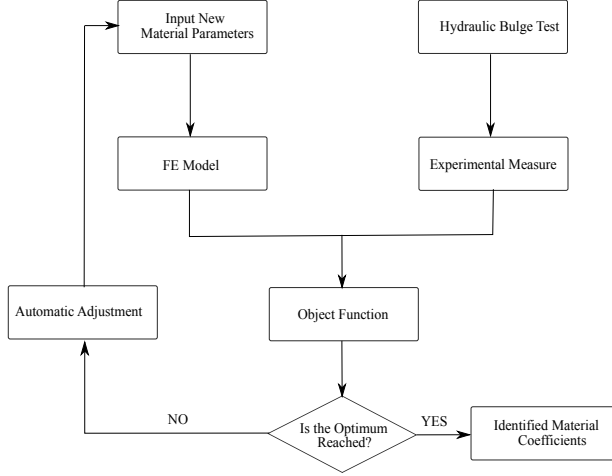 Input New
Material Parameters
Hydraulic Bulge Test
FE Model
Experimental Measure
Automatic Adjustment
Object Function
NO
Is the Optimum
Reached?
YES
Identified Material
Coefficients